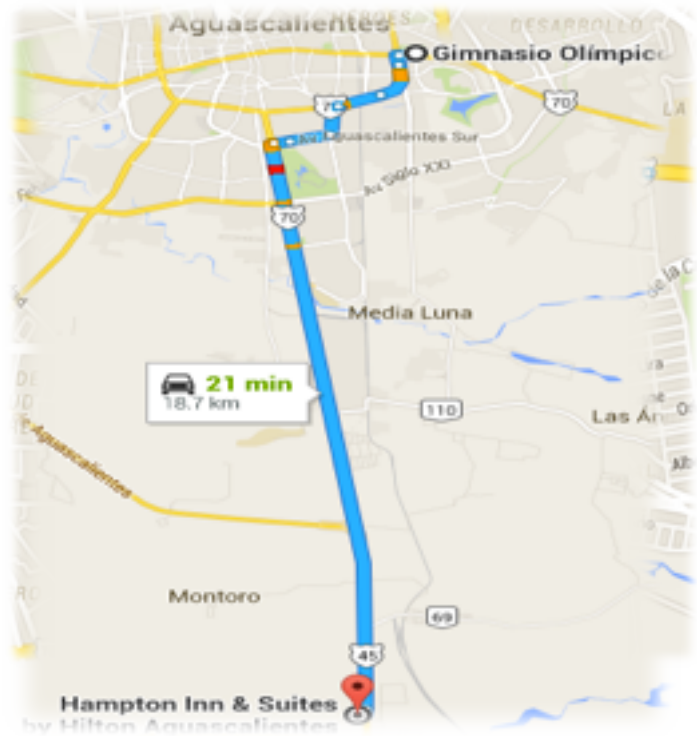 Aguascalientes
DESARROLLO
Gimnasio Olímpico
70
70
Aguascalientes Sur
Av Siglo XXI
70
Media Luna
21 min
18.7 km
110
Las Án
Aguascalientes
Montoro
69
45
Hampton Inn & Suites
by Hilton Aguascalientes